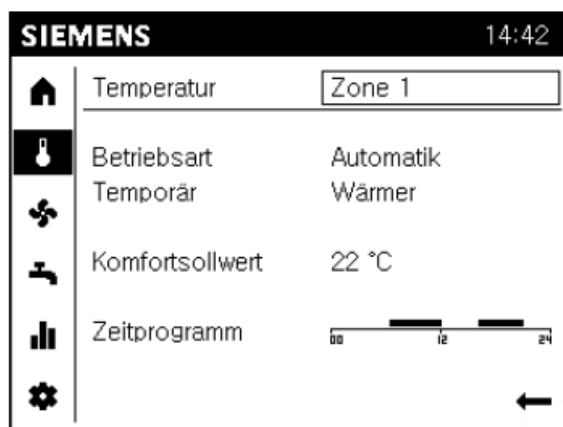 SIEMENS 14:42
Temperatur Zone 1
Betriebsart Automatik
Temporär Wärmer
Komfortsollwert 22 °C
Zeitprogramm
00 12 24